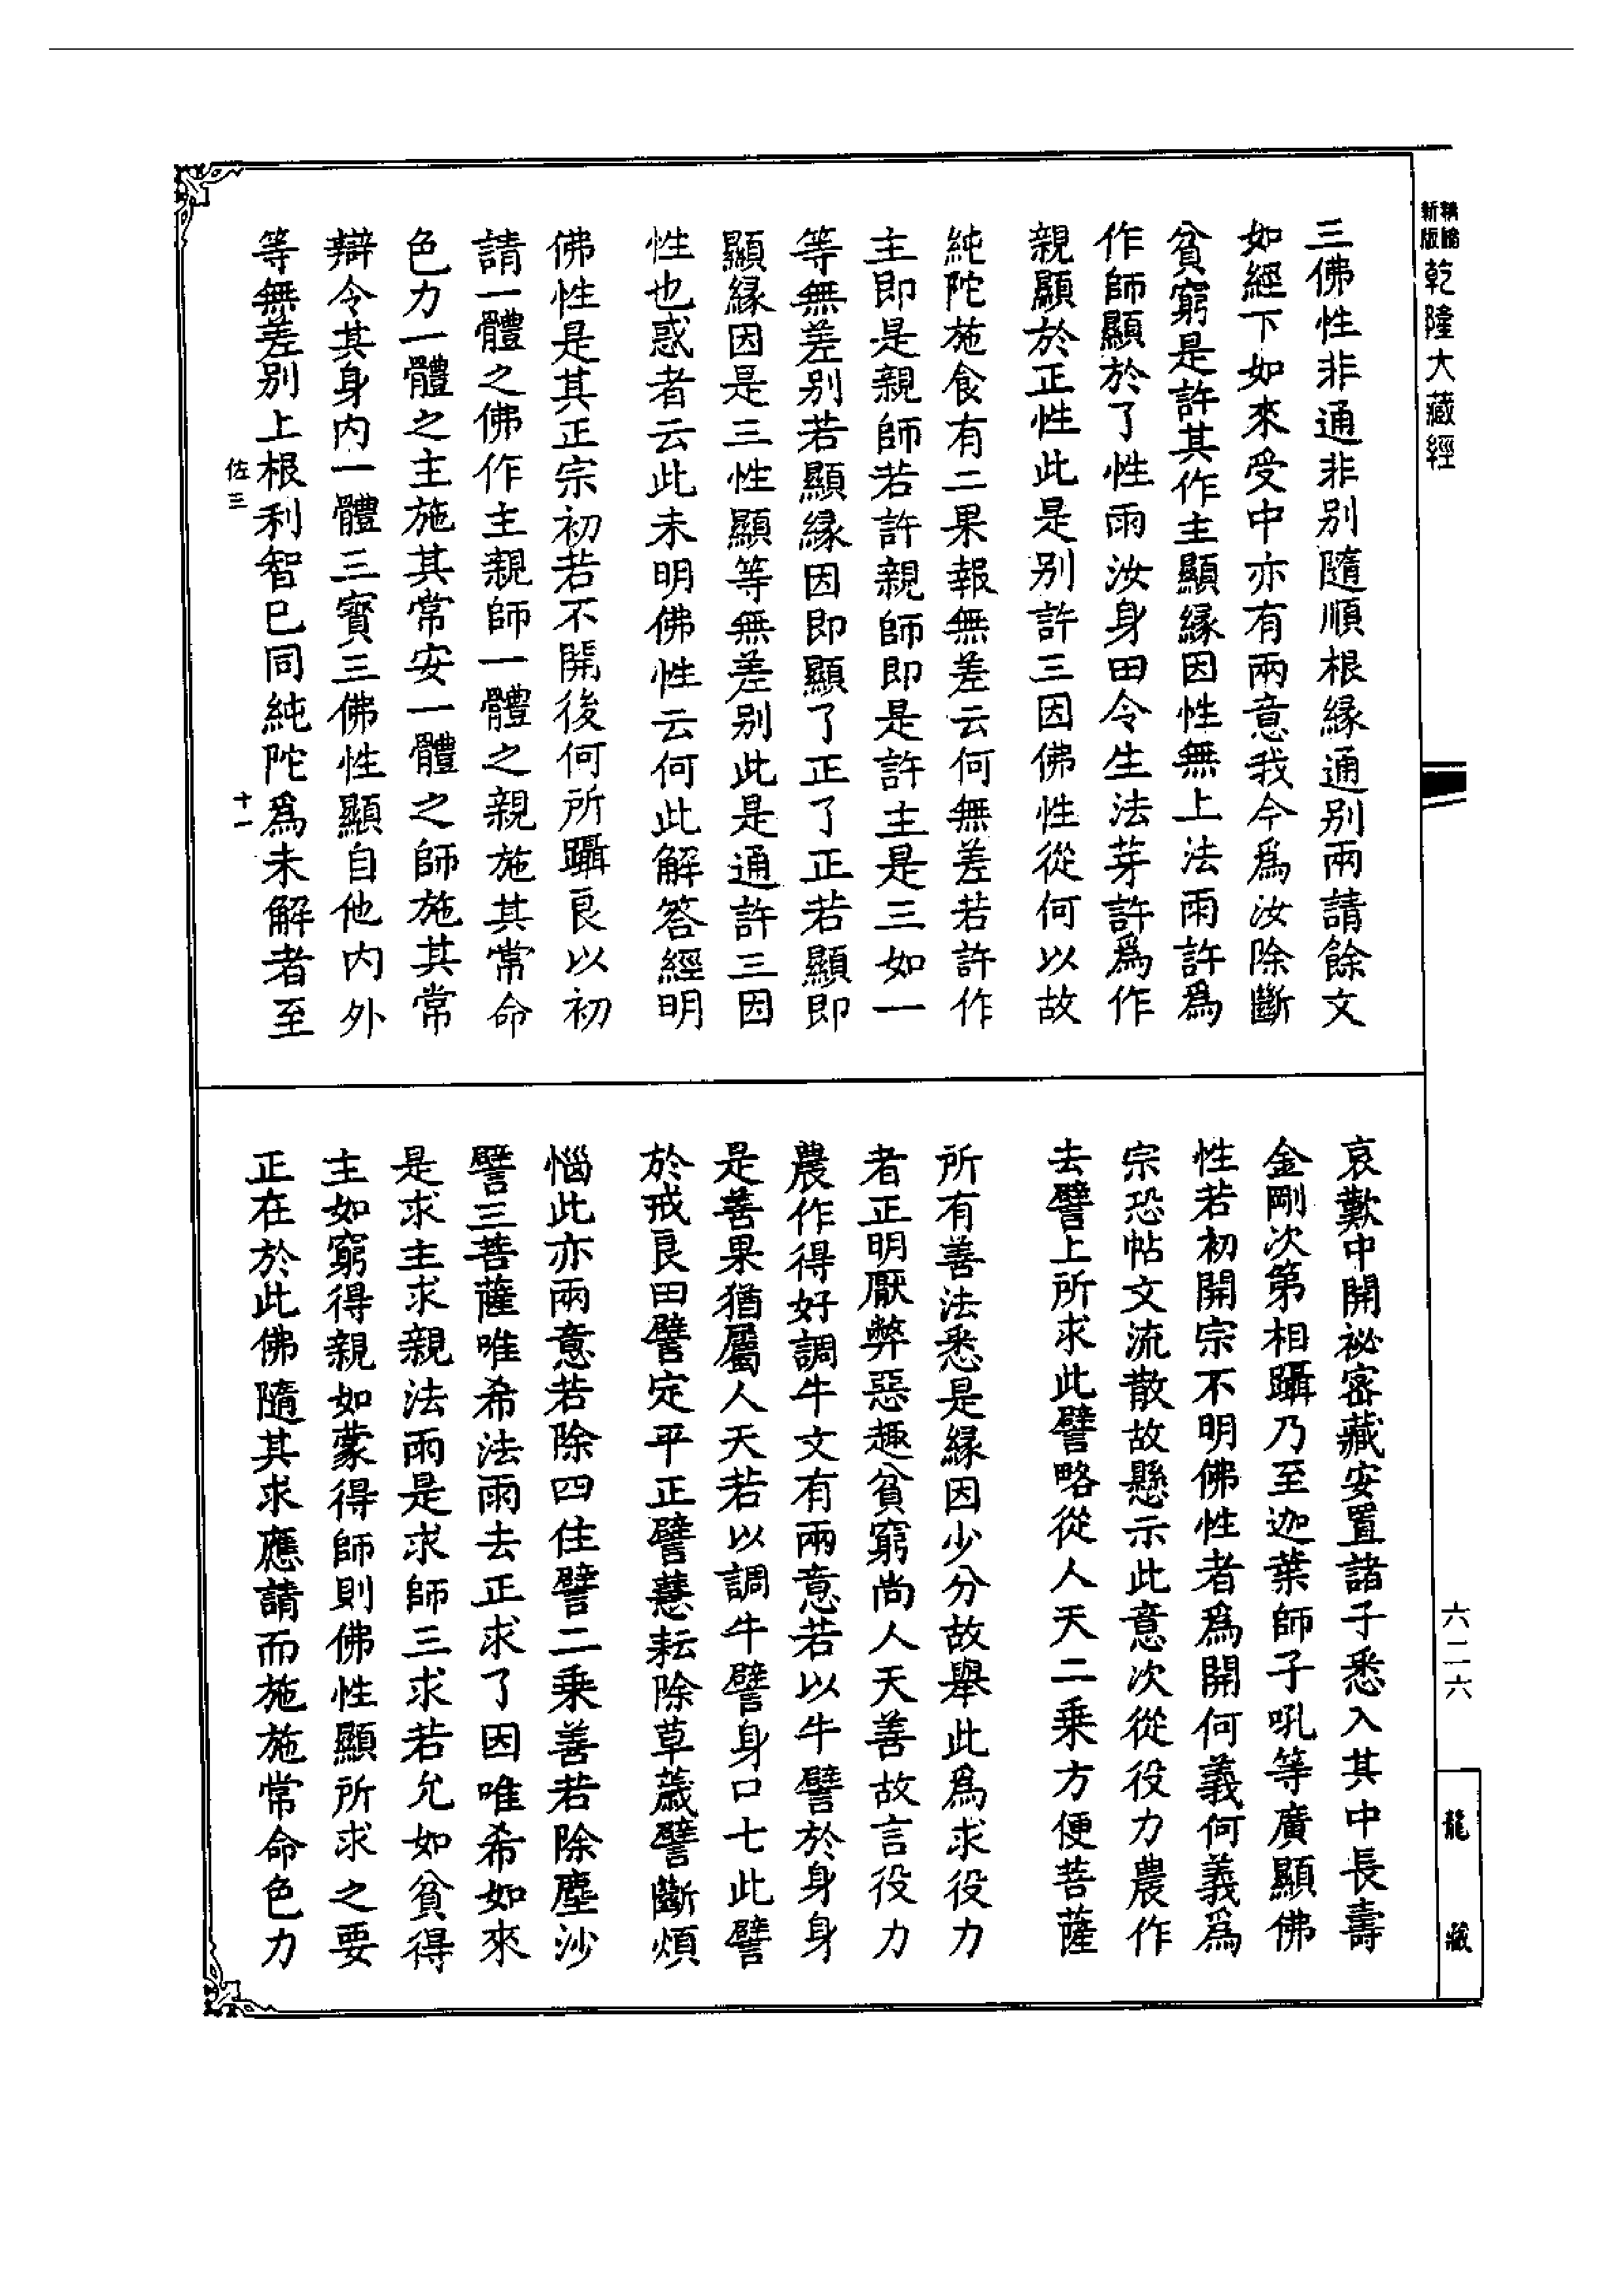 新版
精縮
乾隆大藏經
三佛性非通非别隨順根縁通别兩請餘文
如經下如來受中亦有兩意我今爲汝除斷
貧窮是許其作主顯縁因性無上法雨許爲
作師顯於了性雨汝身田令生法芽許爲作
親顯於正性此是别許三因佛性從何以故
純陀施食有二果報無差云何無差若許作
主即是親師若許親師即是許主是三如一
等無差别若顯縁因即顯了正了正若顯即
顯縁因是三性顯等無差别此是通許三因
性也惑者云此未明佛性云何此解答經明
佛性是其正宗初若不開後何所躡良以初
請一體之佛作主親師一體之親施其常命
色力一體之主施其常安一體之師施其常
辯令其身内一體三寶三佛性顯自他内外
等無差别上根利智已同純陀爲未解者至
佐三
十一
哀歎中開祕密藏安置諸子悉入其中長壽
金剛次第相躡乃至迦葉師子吼等廣顯佛
性若初開宗不明佛性者爲開何義何義爲
宗恐帖文流散故懸示此意次從役力農作
去譬上所求此譬略從人天二乘方便菩薩
所有善法悉是縁因少分故舉此爲求役力
者正明厭弊惡趣貧窮尚人天善故言役力
農作得好調牛文有兩意若以牛譬於身身
是善果猶屬人天若以調牛譬身口七此譬
於戒良田譬定平正譬慧耘除草薉譬斷煩
惱此亦兩意若除四住譬二乘善若除塵沙
譬三菩薩唯希法雨去正求了因唯希如來
是求主求親法雨是求師三求若允如貧得
主如窮得親如蒙得師則佛性顯所求之要
正在於此佛隨其求應請而施施常命色力
六二六
龍藏